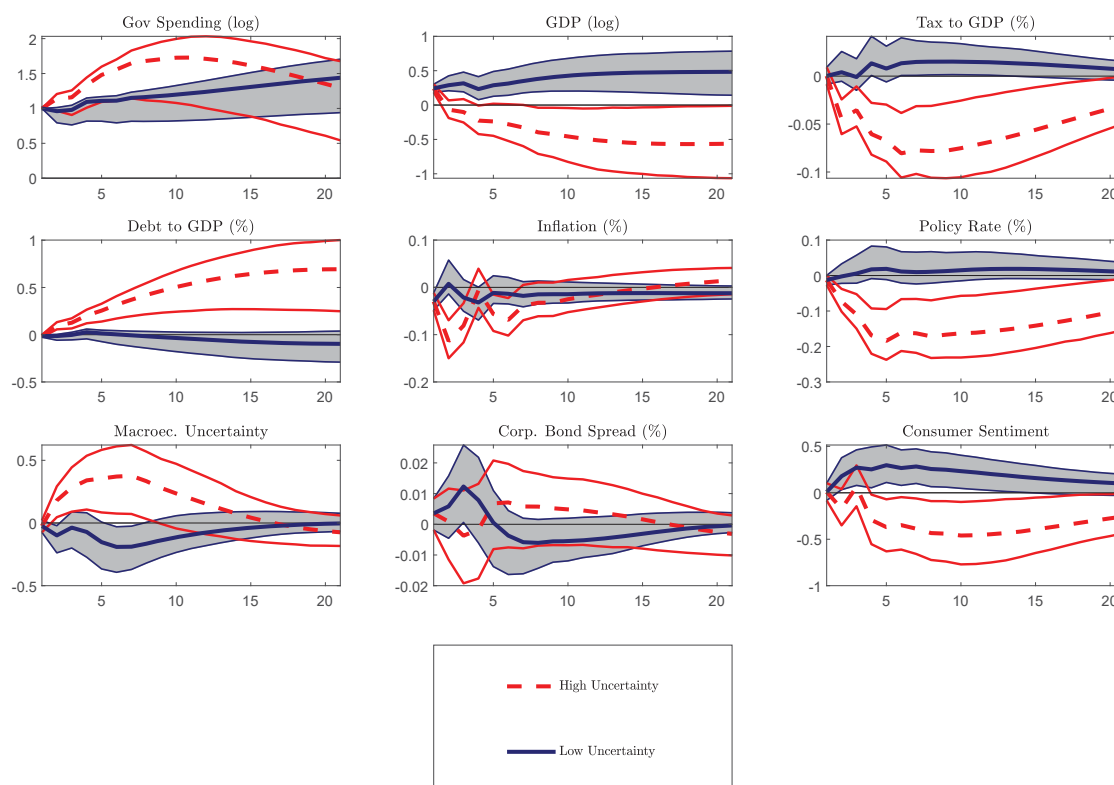 Gov Spending (log)
2
1.5
1
0.5
0
5 10 15 20
GDP (log)
1
0.5
0
-0.5
-1
5 10 15 20
Tax to GDP (%)
0
-0.05
-0.1
5 10 15 20
Debt to GDP (%)
1
0.5
0
-0.5
5 10 15 20
Inflation (%)
0.1
0
-0.1
-0.2
5 10 15 20
Policy Rate (%)
0.1
0
-0.1
-0.2
-0.3
5 10 15 20
Macroec. Uncertainty
0.5
0
-0.5
5 10 15 20
Corp. Bond Spread (%)
0.02
0.01
0
-0.01
-0.02
5 10 15 20
Consumer Sentiment
0.5
0
-0.5
-1
5 10 15 20
High Uncertainty
Low Uncertainty